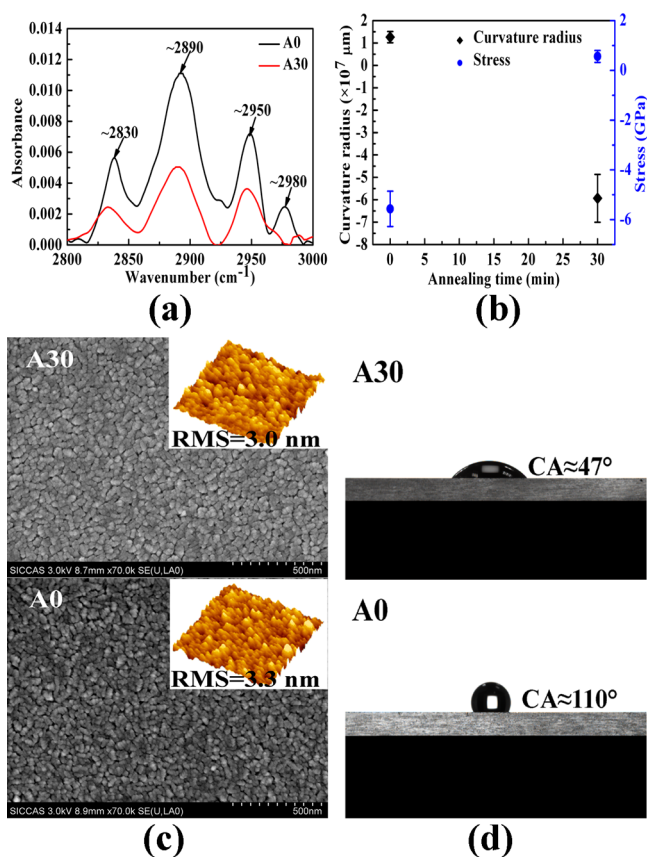 (a)
0.014
0.012
0.010
0.008
0.006
0.004
0.002
0.000
Absorbance
~2890
A0
A30
~2950
~2830
~2980
2800 2850 2900 2950 3000
Wavenumber (cm-1)
(a)
(b)
2
1
0
-1
-2
-3
-4
-5
-6
-7
-8
Curvature radius (×10⁷ μm)
Curvature radius
Stress
2
0
-2
-4
-6
Stress (GPa)
0 5 10 15 20 25 30
Annealing time (min)
(b)
A30
RMS=3.0 nm
SICCAS 3.0kV 8.7mm x70.0k SE(U,LA0) 500nm
A0
RMS=3.3 nm
SICCAS 3.0kV 8.9mm x70.0k SE(U,LA0) 500nm
(c)
A30
CA≈47°
A0
CA≈110°
(d)